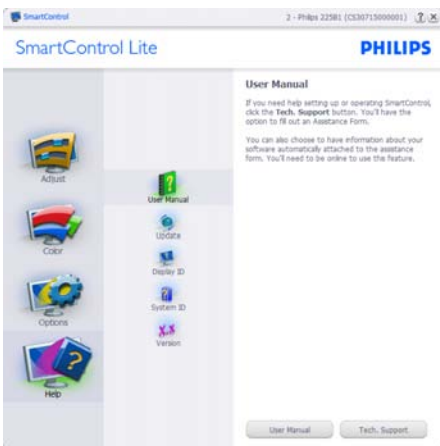 SmartControl
2 - Philips 225B1 (CS30715000001)
SmartControl Lite
PHILIPS
Adjust
Color
Options
Help
User Manual
Update
Display ID
System ID
Version
User Manual
If you need help setting up or operating SmartControl,
click the Tech. Support button. You'll have the
option to fill out an Assistance Form.
You can also choose to have information about your
software automatically attached to the assistance
form. You'll need to be online to use the feature.
User Manual
Tech. Support